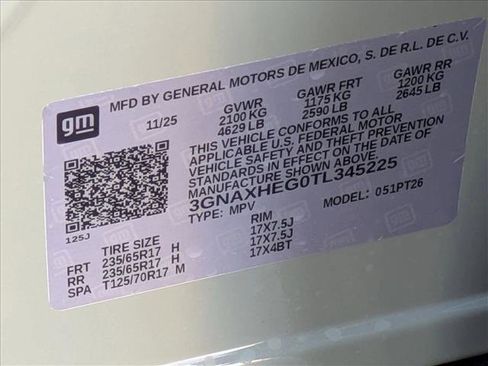 gm
MFD BY GENERAL MOTORS DE MEXICO, S. DE R.L. DE C.V.
11/25 GVWR GAWR FRT GAWR RR
2100 KG 1175 KG 1200 KG
4629 LB 2590 LB 2645 LB
THIS VEHICLE CONFORMS TO ALL
APPLICABLE U.S. FEDERAL MOTOR
VEHICLE SAFETY AND THEFT PREVENTION
STANDARDS IN EFFECT ON THE DATE OF
MANUFACTURE SHOWN ABOVE.
3GNAXHEG0TL345225
TYPE: MPV MODEL: 051PT26
125J
TIRE SIZE RIM
FRT 235/65R17 H 17X7.5J
RR 235/65R17 H 17X7.5J
SPA T125/70R17 M 17X4BT